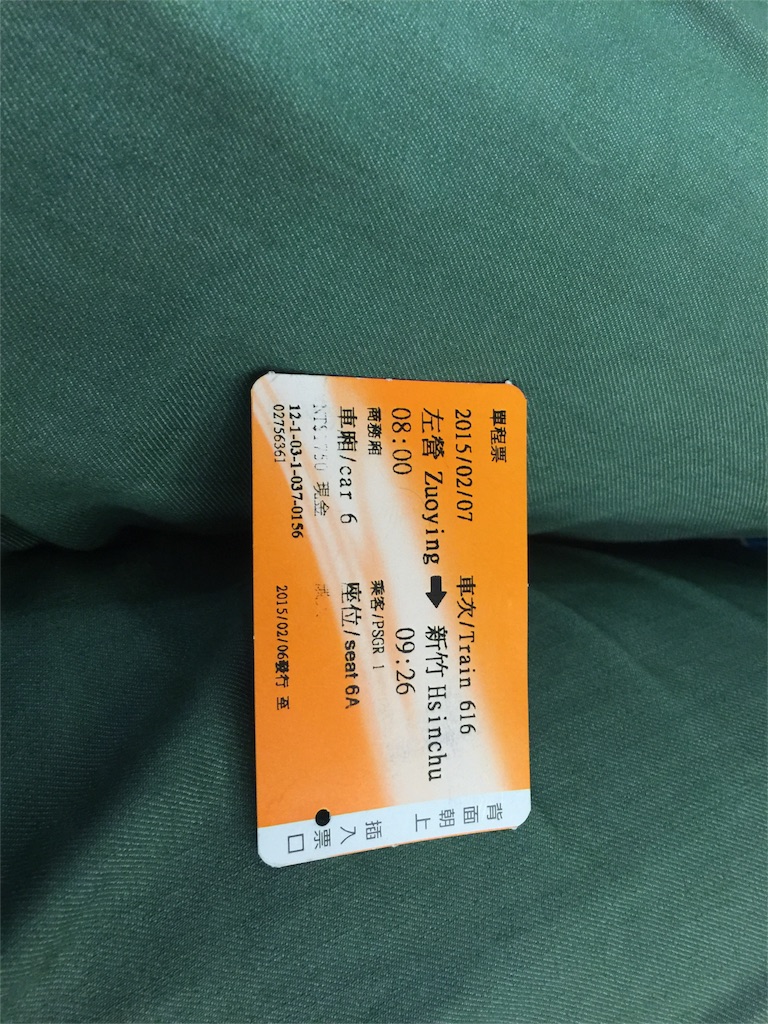 單程票
2015/02/07 車次/Train 616
左營 Zuoying ➡ 新竹 Hsinchu
08:00 09:26
商務廂 乘客/PSGR 1
車廂/car 6 座位/seat 6A
NT$1750 現金
12-1-03-1-037-0156
02756361 2015/02/06發行
背面朝上
插入
票口